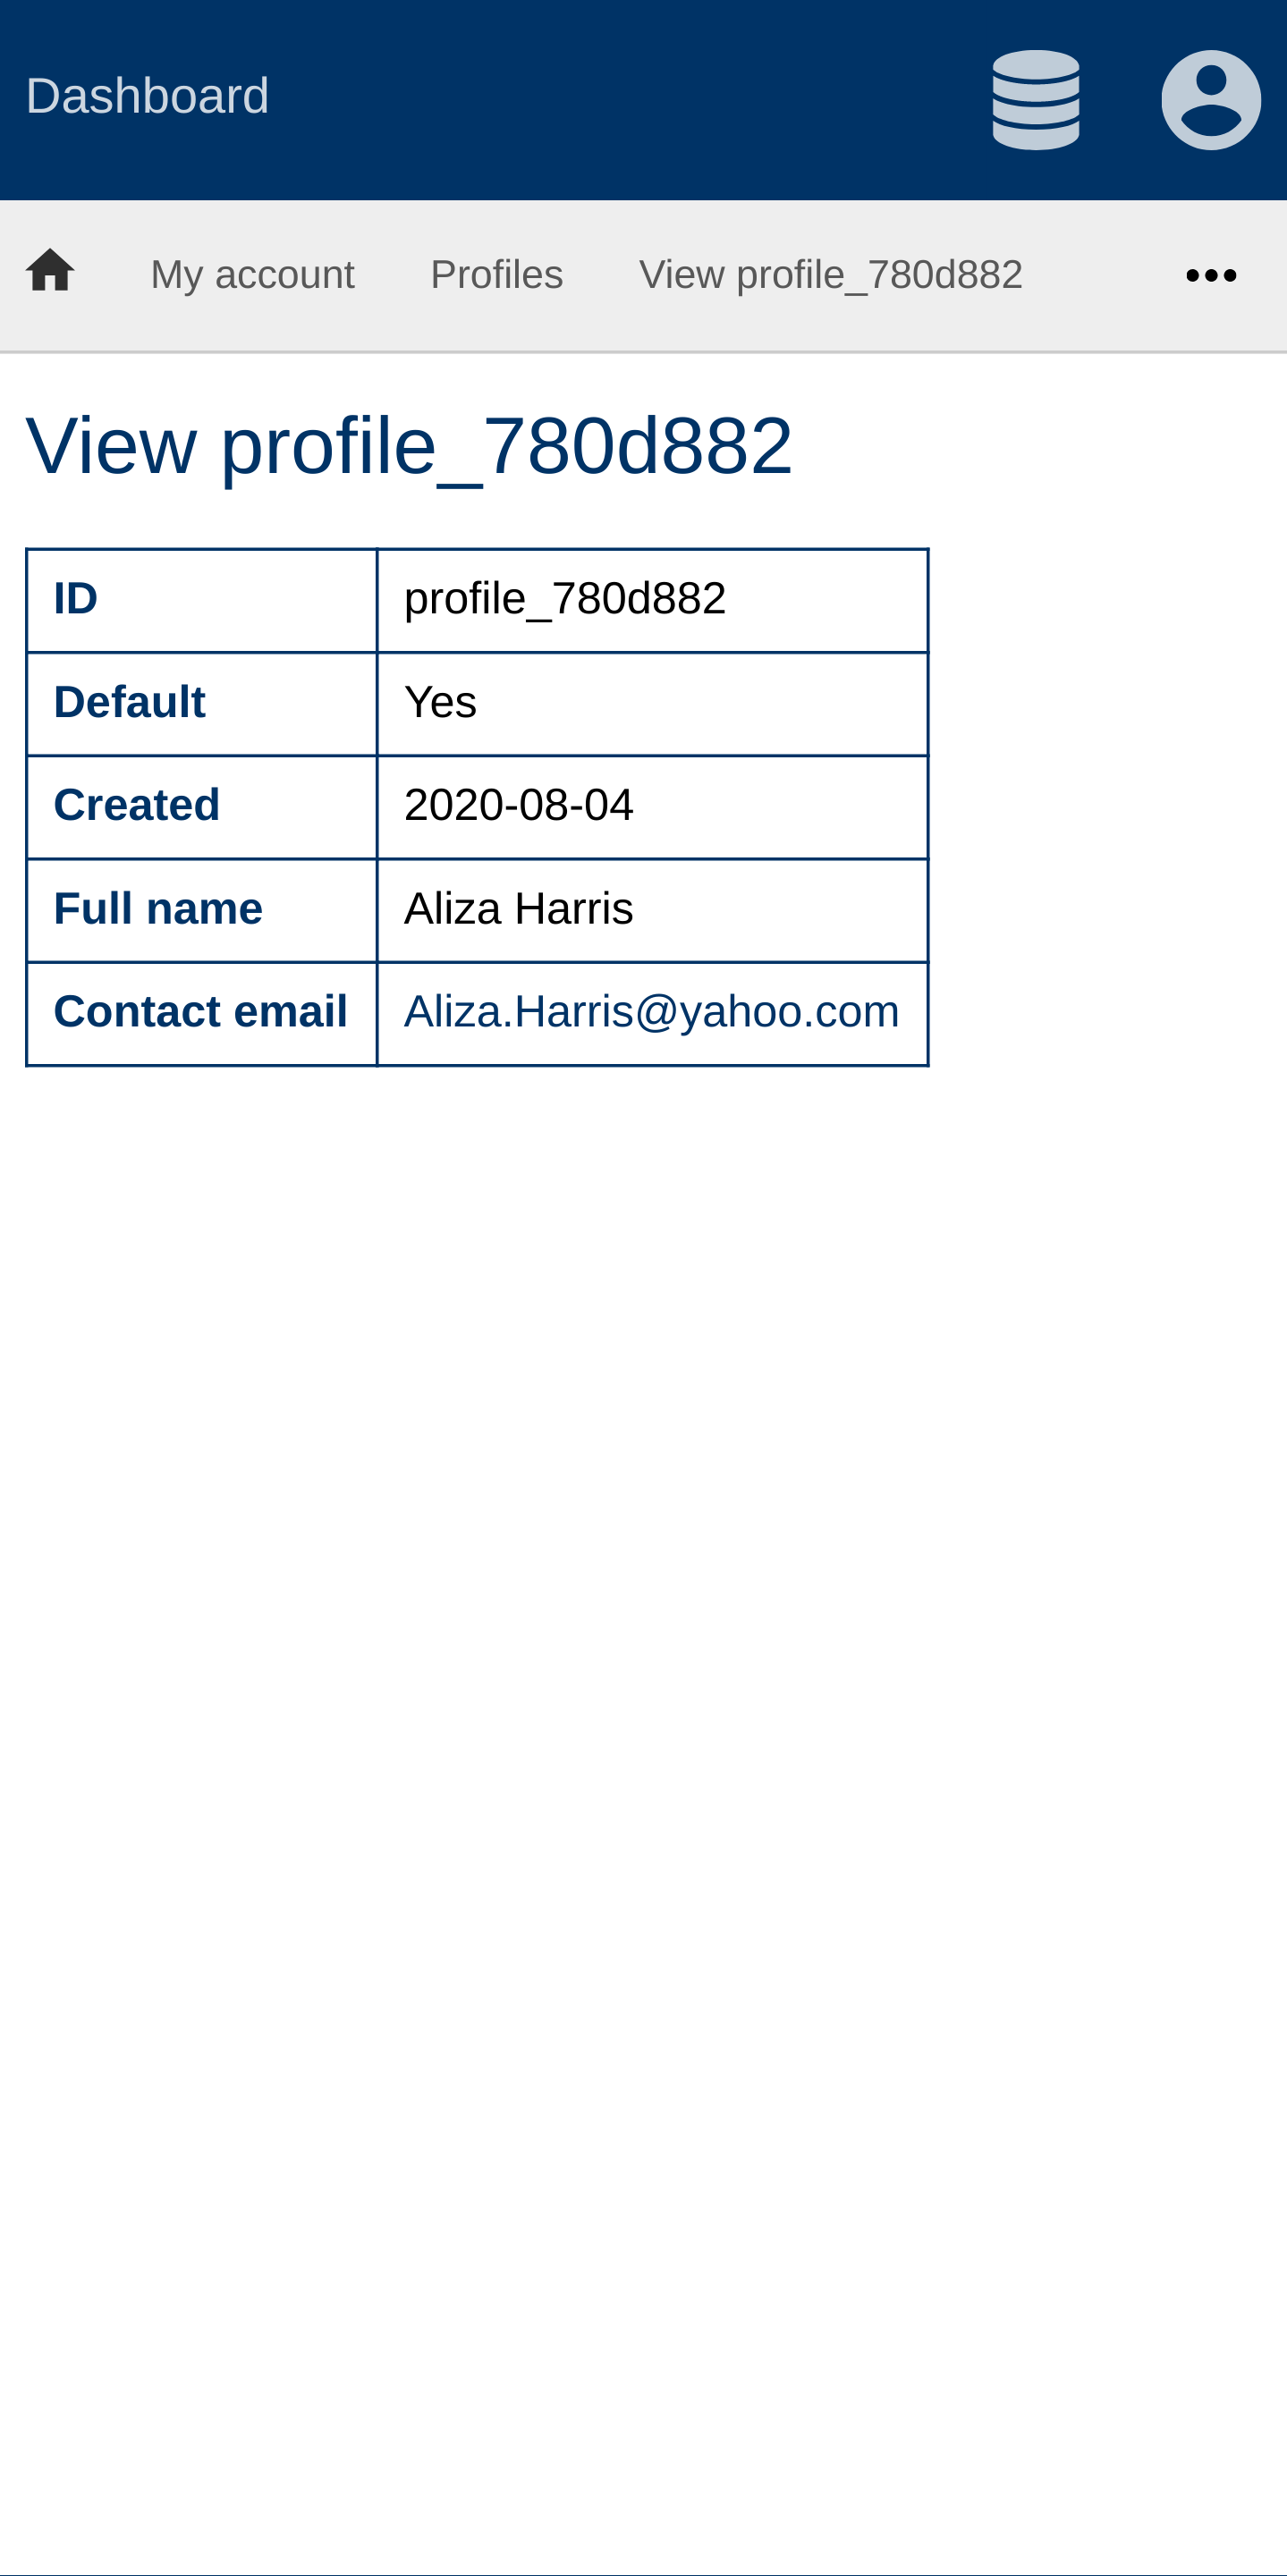 Dashboard
My account Profiles View profile_780d882
View profile_780d882
ID profile_780d882
Default Yes
Created 2020-08-04
Full name Aliza Harris
Contact email Aliza.Harris@yahoo.com